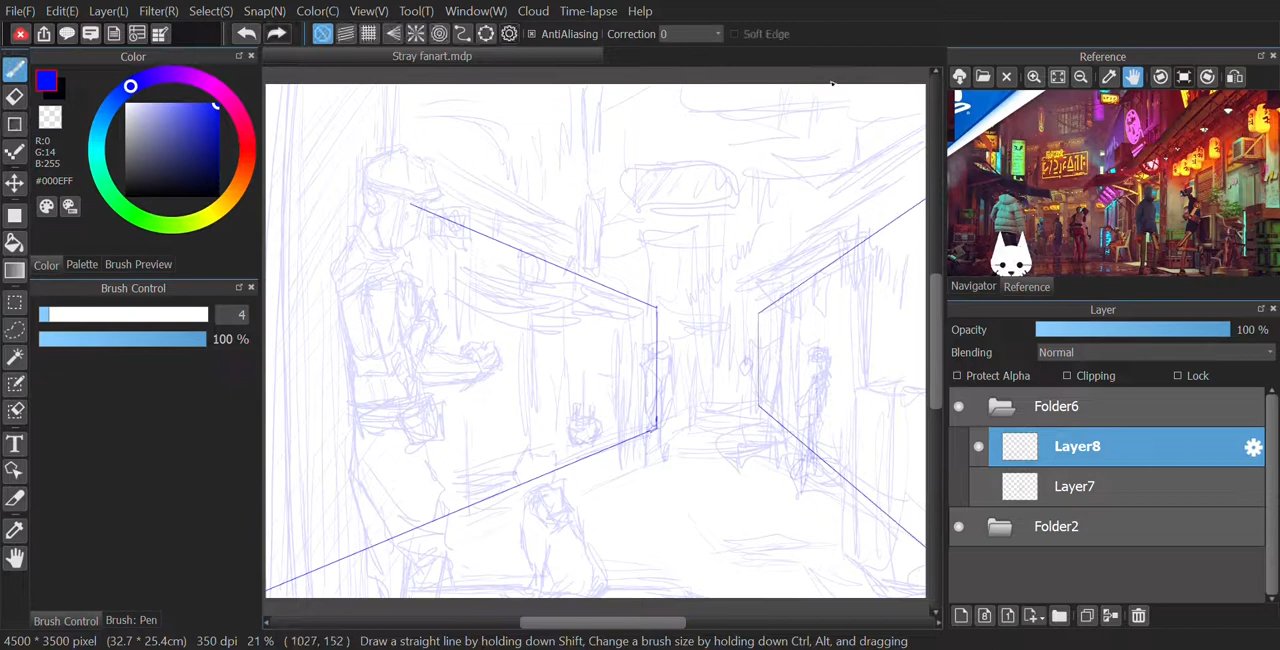 File(F) Edit(E) Layer(L) Filter(R) Select(S) Snap(N) Color(C) View(V) Tool(T) Window(W) Cloud Time-lapse Help
AntiAliasing Correction 0 Soft Edge
Color
Stray fanart.mdp
Reference
R:0
G:14
B:255
#000EFF
Color Palette Brush Preview
Navigator Reference
Brush Control
4
100 %
Layer
Opacity 100 %
Blending Normal
Protect Alpha Clipping Lock
Folder6
Layer8
Layer7
Folder2
Brush Control Brush: Pen
4500 * 3500 pixel (32.7 * 25.4cm) 350 dpi 21 % ( 1027, 152 ) Draw a straight line by holding down Shift, Change a brush size by holding down Ctrl, Alt, and dragging